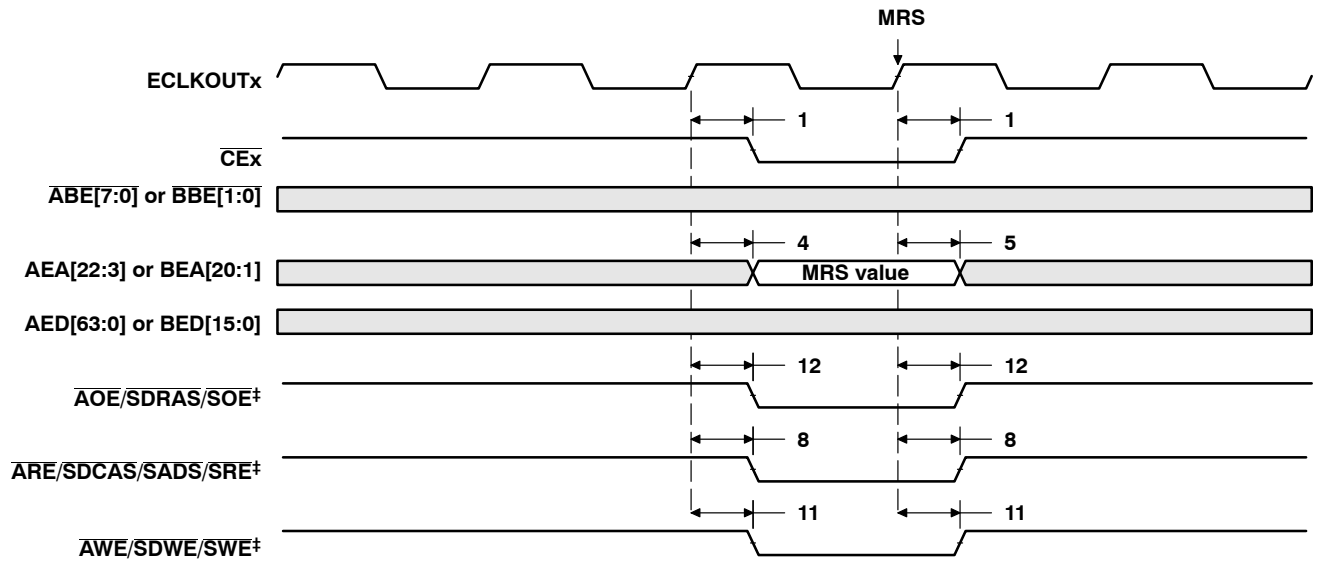 MRS
ECLKOUTx
1 1
CEx
ABE[7:0] or BBE[1:0]
4 5
AEA[22:3] or BEA[20:1] MRS value
AED[63:0] or BED[15:0]
12 12
AOE/SDRAS/SOE‡
8 8
ARE/SDCAS/SADS/SRE‡
11 11
AWE/SDWE/SWE‡